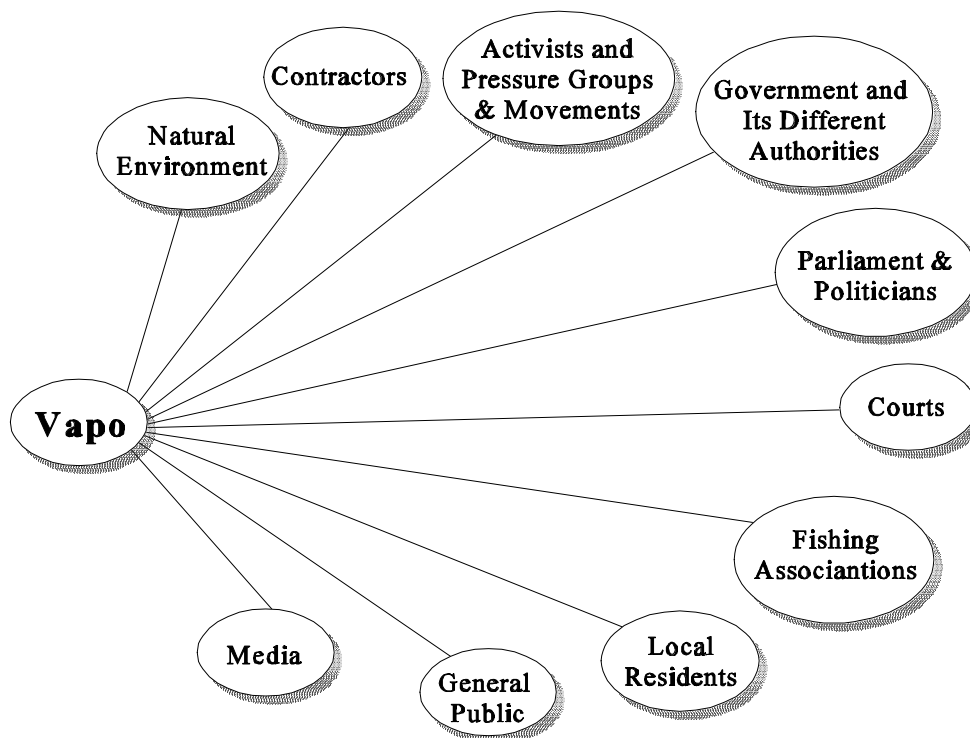 Contractors
Activists and
Pressure Groups
& Movements
Government and
Its Different
Authorities
Natural
Environment
Parliament &
Politicians
Vapo
Courts
Fishing
Associantions
Local
Residents
Media
General
Public